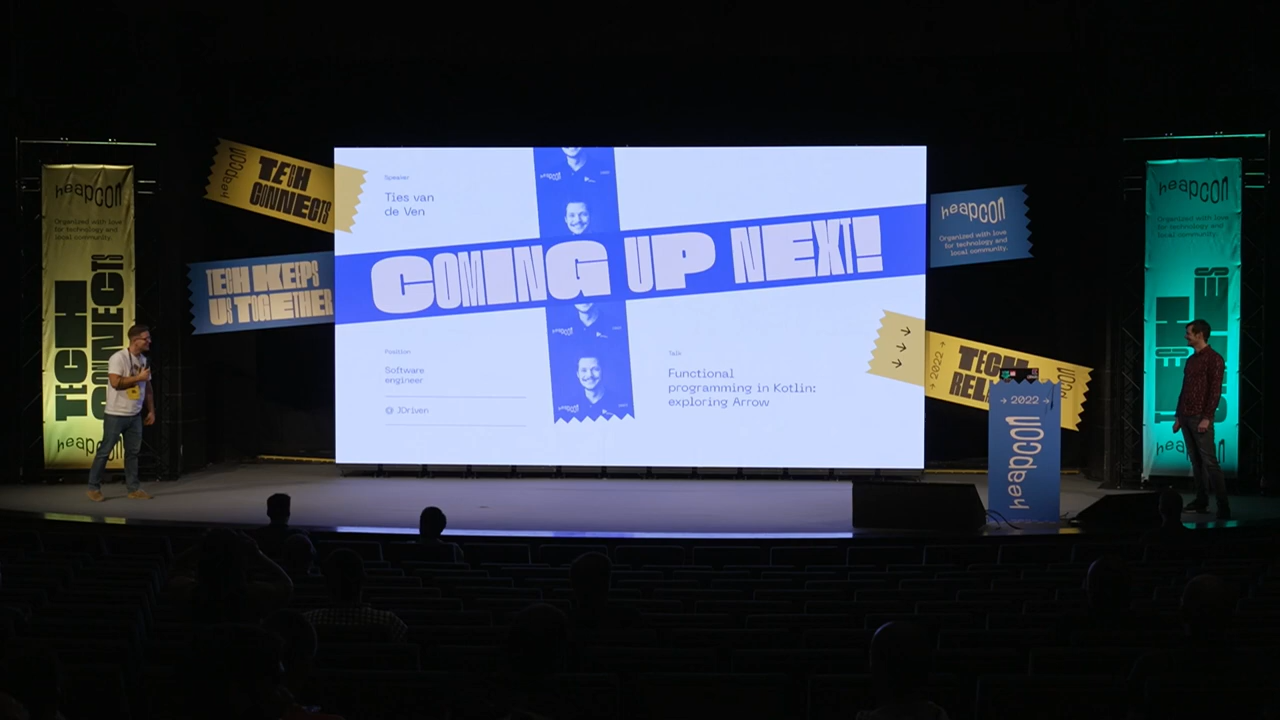 heapcon
Organized with love
for technology and
local community.
TECH
CONNECTS
heapcon
heapcon
TECH
CONNECTS
TECH KEEPS
US TOGETHER
Speaker
Ties van
de Ven
COMING UP NEXT!
Position
Software
engineer
@ JDriven
Talk
Functional
programming in Kotlin:
exploring Arrow
heapcon
Organized with love
for technology and
local community.
← 2022 →
TECH
heapcon
→ 2022 →
heapcon
heapcon
Organized with love
for technology and
local community.
TECH
heapcon